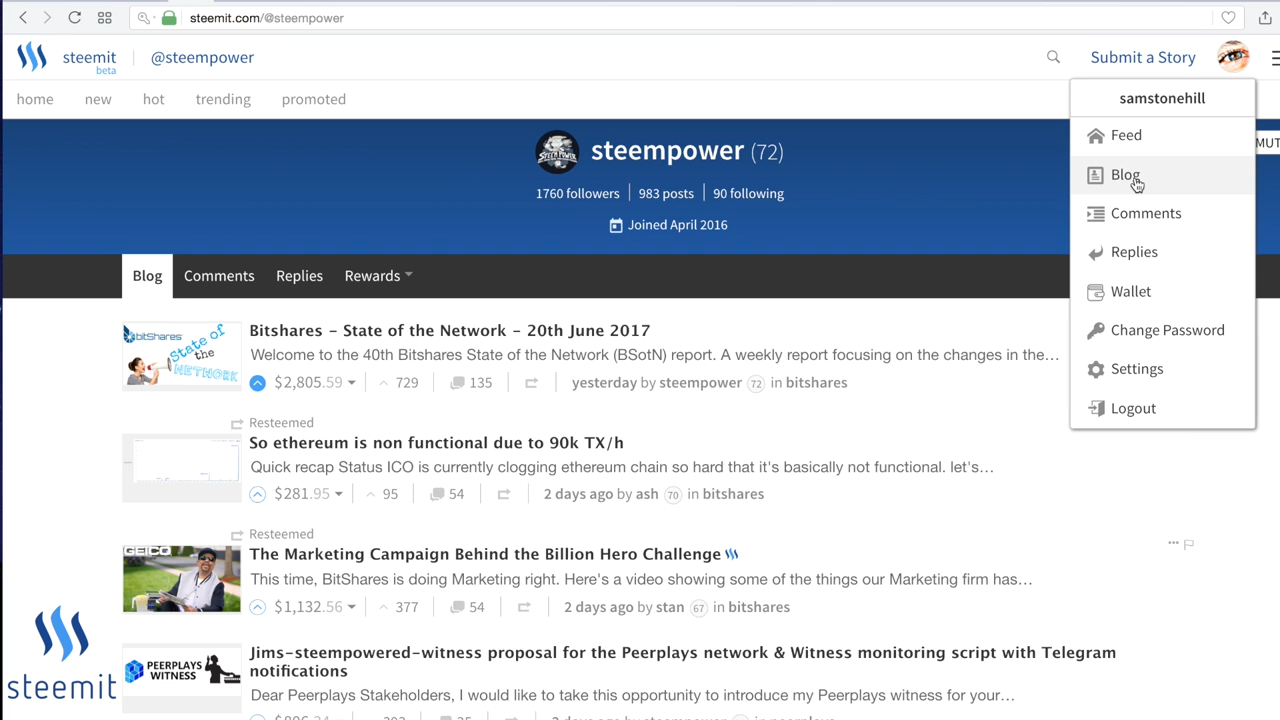 steemit.com/@steempower
steemit
beta
@steempower
Submit a Story
home new hot trending promoted
samstonehill
Feed
Blog
Comments
Replies
Wallet
Change Password
Settings
Logout
MUT
STEEM POWER
steempower (72)
1760 followers 983 posts 90 following
Joined April 2016
Blog Comments Replies Rewards
bitShares
State of the NETWORK
Bitshares – State of the Network – 20th June 2017
Welcome to the 40th Bitshares State of the Network (BSotN) report. A weekly report focusing on the changes in the...
$2,805.59 729 135 yesterday by steempower 72 in bitshares
Resteemed
So ethereum is non functional due to 90k TX/h
Quick recap Status ICO is currently clogging ethereum chain so hard that it's basically not functional. let's...
$281.95 95 54 2 days ago by ash 70 in bitshares
Resteemed
GEICO
The Marketing Campaign Behind the Billion Hero Challenge
This time, BitShares is doing Marketing right. Here's a video showing some of the things our Marketing firm has...
$1,132.56 377 54 2 days ago by stan 67 in bitshares
PEERPLAYS
WITNESS
Jims-steempowered-witness proposal for the Peerplays network & Witness monitoring script with Telegram
notifications
Dear Peerplays Stakeholders, I would like to take this opportunity to introduce my Peerplays witness for your...
steemit